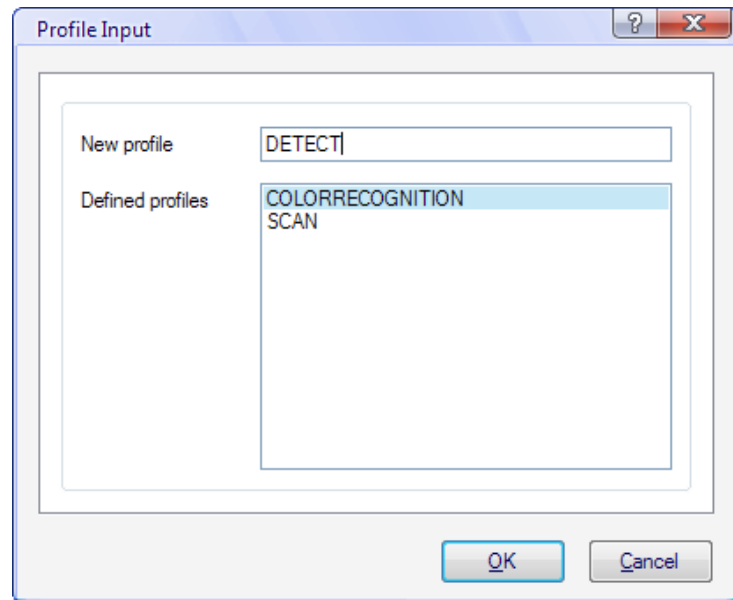 Profile Input
?
New profile DETECT
Defined profiles COLORRECOGNITION
SCAN
OK Cancel